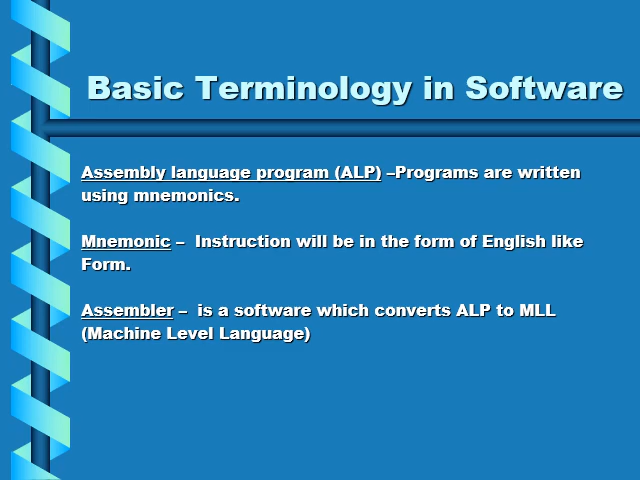 Basic Terminology in Software
Assembly language program (ALP) –Programs are written
using mnemonics.
Mnemonic –  Instruction will be in the form of English like
Form.
Assembler –  is a software which converts ALP to MLL
(Machine Level Language)